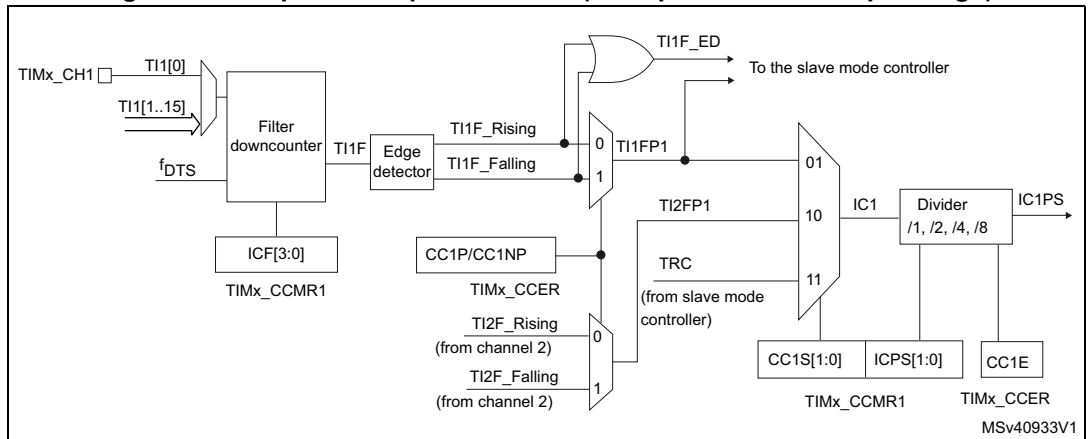 TI1F_ED
TIMx_CH1
TI1[0]
To the slave mode controller
TI1[1..15]
Filter
downcounter
fDTS
TI1F
Edge
detector
TI1F_Rising
TI1F_Falling
0
1
TI1FP1
01
TI2FP1
10
IC1
Divider
/1, /2, /4, /8
IC1PS
ICF[3:0]
TIMx_CCMR1
CC1P/CC1NP
TIMx_CCER
TRC
11
(from slave mode
controller)
TI2F_Rising
(from channel 2)
0
TI2F_Falling
(from channel 2)
1
CC1S[1:0]
ICPS[1:0]
CC1E
TIMx_CCMR1
TIMx_CCER
MSv40933V1